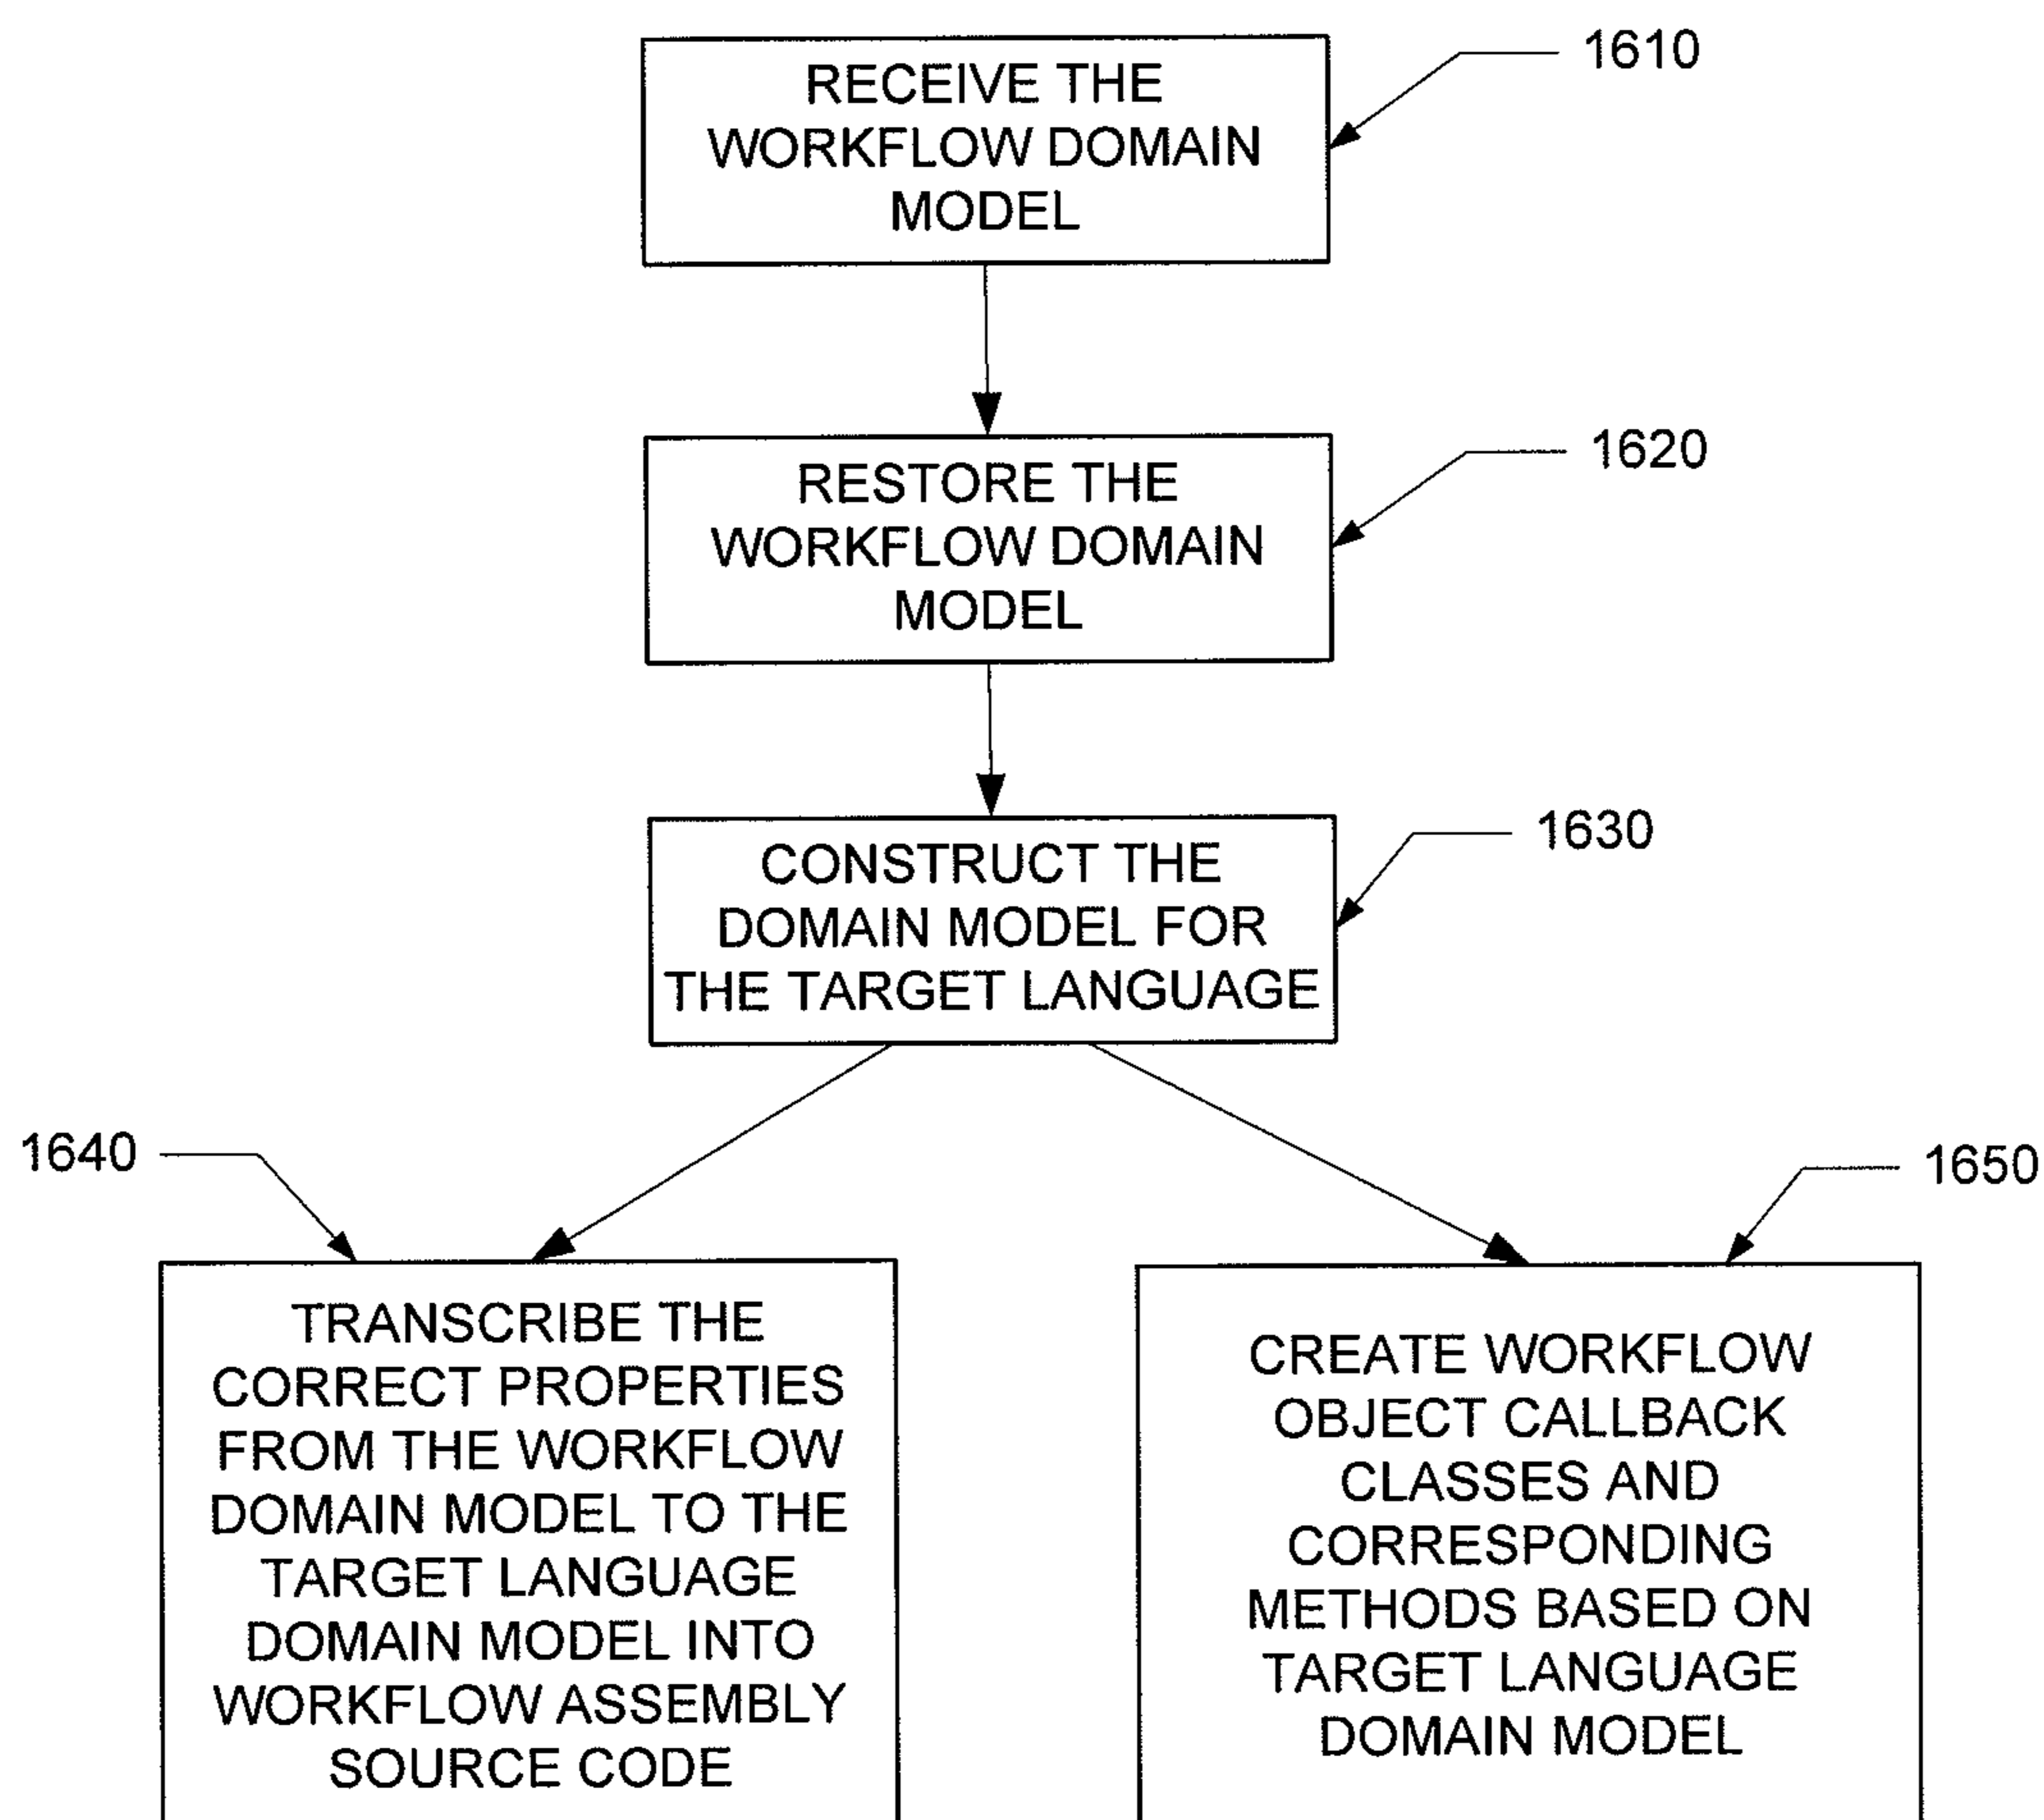 1610
RECEIVE THE
WORKFLOW DOMAIN
MODEL
1620
RESTORE THE
WORKFLOW DOMAIN
MODEL
1630
CONSTRUCT THE
DOMAIN MODEL FOR
THE TARGET LANGUAGE
1640
TRANSCRIBE THE
CORRECT PROPERTIES
FROM THE WORKFLOW
DOMAIN MODEL TO THE
TARGET LANGUAGE
DOMAIN MODEL INTO
WORKFLOW ASSEMBLY
SOURCE CODE
1650
CREATE WORKFLOW
OBJECT CALLBACK
CLASSES AND
CORRESPONDING
METHODS BASED ON
TARGET LANGUAGE
DOMAIN MODEL